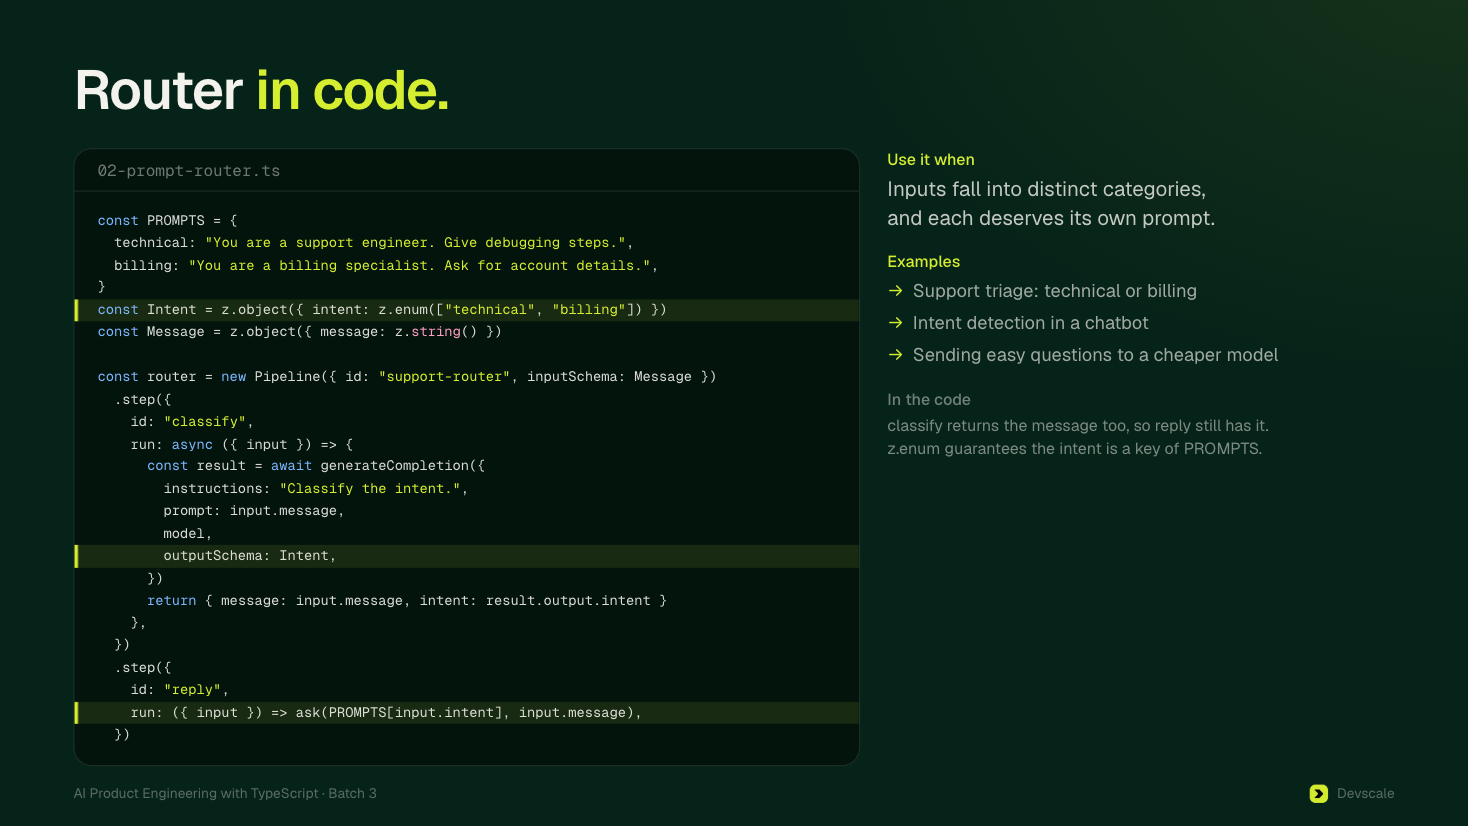 Router in code.
02-prompt-router.ts
const PROMPTS = {
  technical: "You are a support engineer. Give debugging steps.",
  billing: "You are a billing specialist. Ask for account details.",
}
const Intent = z.object({ intent: z.enum(["technical", "billing"]) })
const Message = z.object({ message: z.string() })

const router = new Pipeline({ id: "support-router", inputSchema: Message })
  .step({
    id: "classify",
    run: async ({ input }) => {
      const result = await generateCompletion({
        instructions: "Classify the intent.",
        prompt: input.message,
        model,
        outputSchema: Intent,
      })
      return { message: input.message, intent: result.output.intent }
    },
  })
  .step({
    id: "reply",
    run: ({ input }) => ask(PROMPTS[input.intent], input.message),
  })
Use it when
Inputs fall into distinct categories,
and each deserves its own prompt.
Examples
→ Support triage: technical or billing
→ Intent detection in a chatbot
→ Sending easy questions to a cheaper model
In the code
classify returns the message too, so reply still has it.
z.enum guarantees the intent is a key of PROMPTS.
AI Product Engineering with TypeScript · Batch 3
Devscale